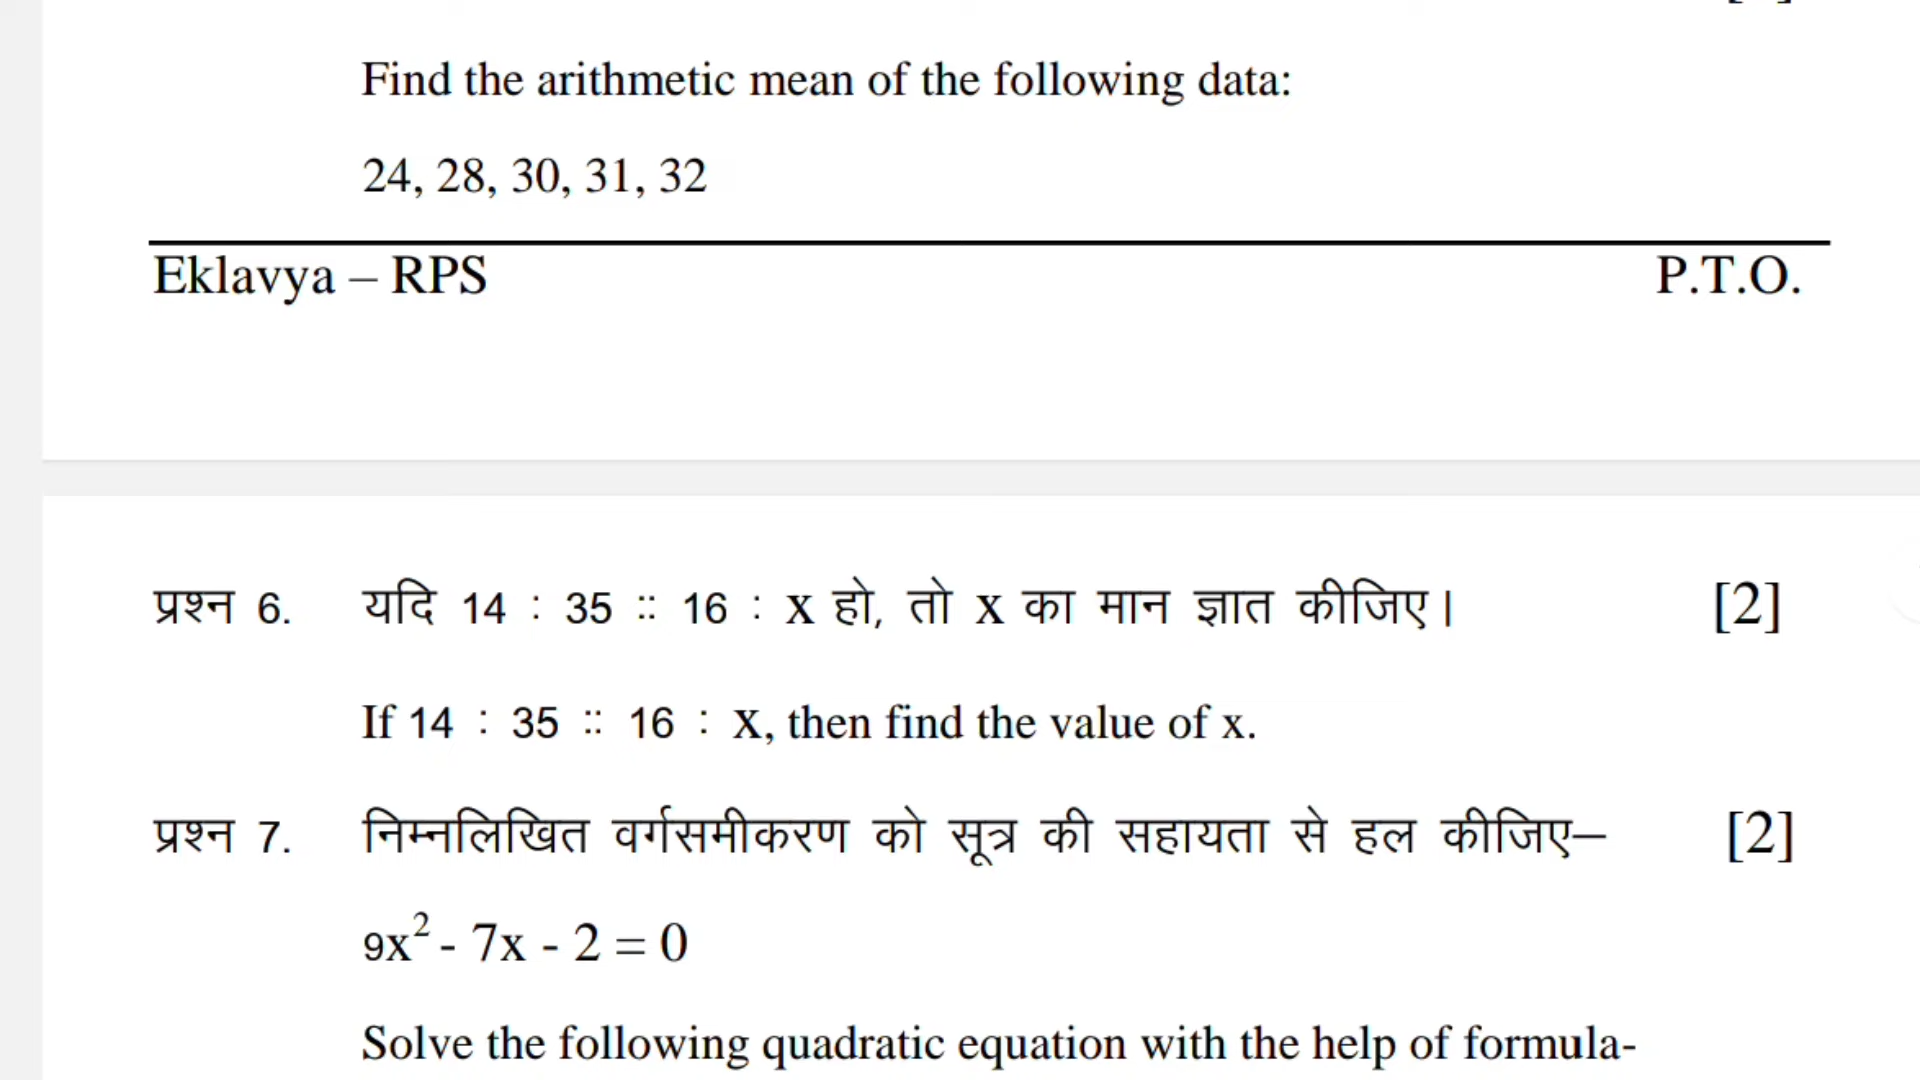 Find the arithmetic mean of the following data:
24, 28, 30, 31, 32
Eklavya – RPS P.T.O.
प्रश्न 6. यदि 14 : 35 :: 16 : x हो, तो x का मान ज्ञात कीजिए। [2]
If 14 : 35 :: 16 : x, then find the value of x.
प्रश्न 7. निम्नलिखित वर्गसमीकरण को सूत्र की सहायता से हल कीजिए– [2]
9x² - 7x - 2 = 0
Solve the following quadratic equation with the help of formula-